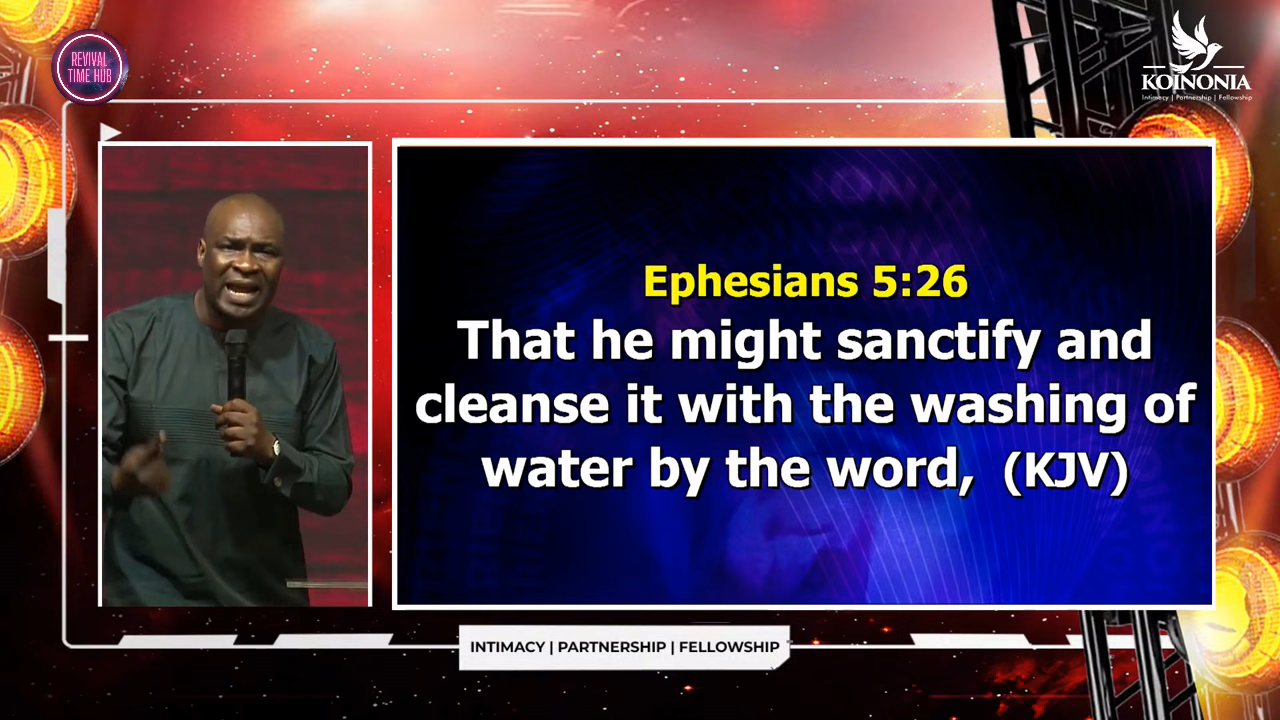 REVIVAL
TIME HUB
KOINONIA
Intimacy | Partnership | Fellowship
Ephesians 5:26
That he might sanctify and
cleanse it with the washing of
water by the word, (KJV)
INTIMACY | PARTNERSHIP | FELLOWSHIP